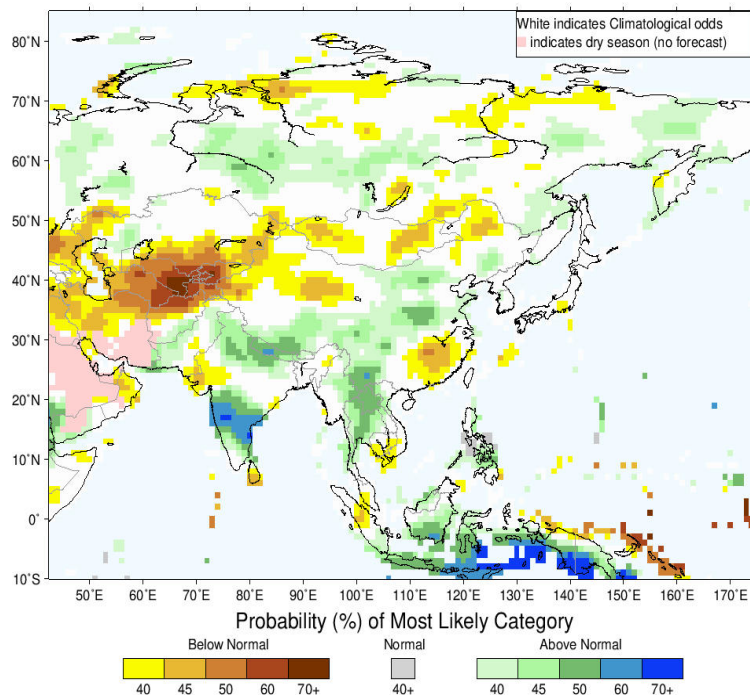 White indicates Climatological odds
indicates dry season (no forecast)
80˚N
70˚N
60˚N
50˚N
40˚N
30˚N
20˚N
10˚N
0˚
10˚S
50˚E 60˚E 70˚E 80˚E 90˚E 100˚E 110˚E 120˚E 130˚E 140˚E 150˚E 160˚E 170˚E
Probability (%) of Most Likely Category
Below Normal Normal Above Normal
40 45 50 60 70+ 40+ 40 45 50 60 70+